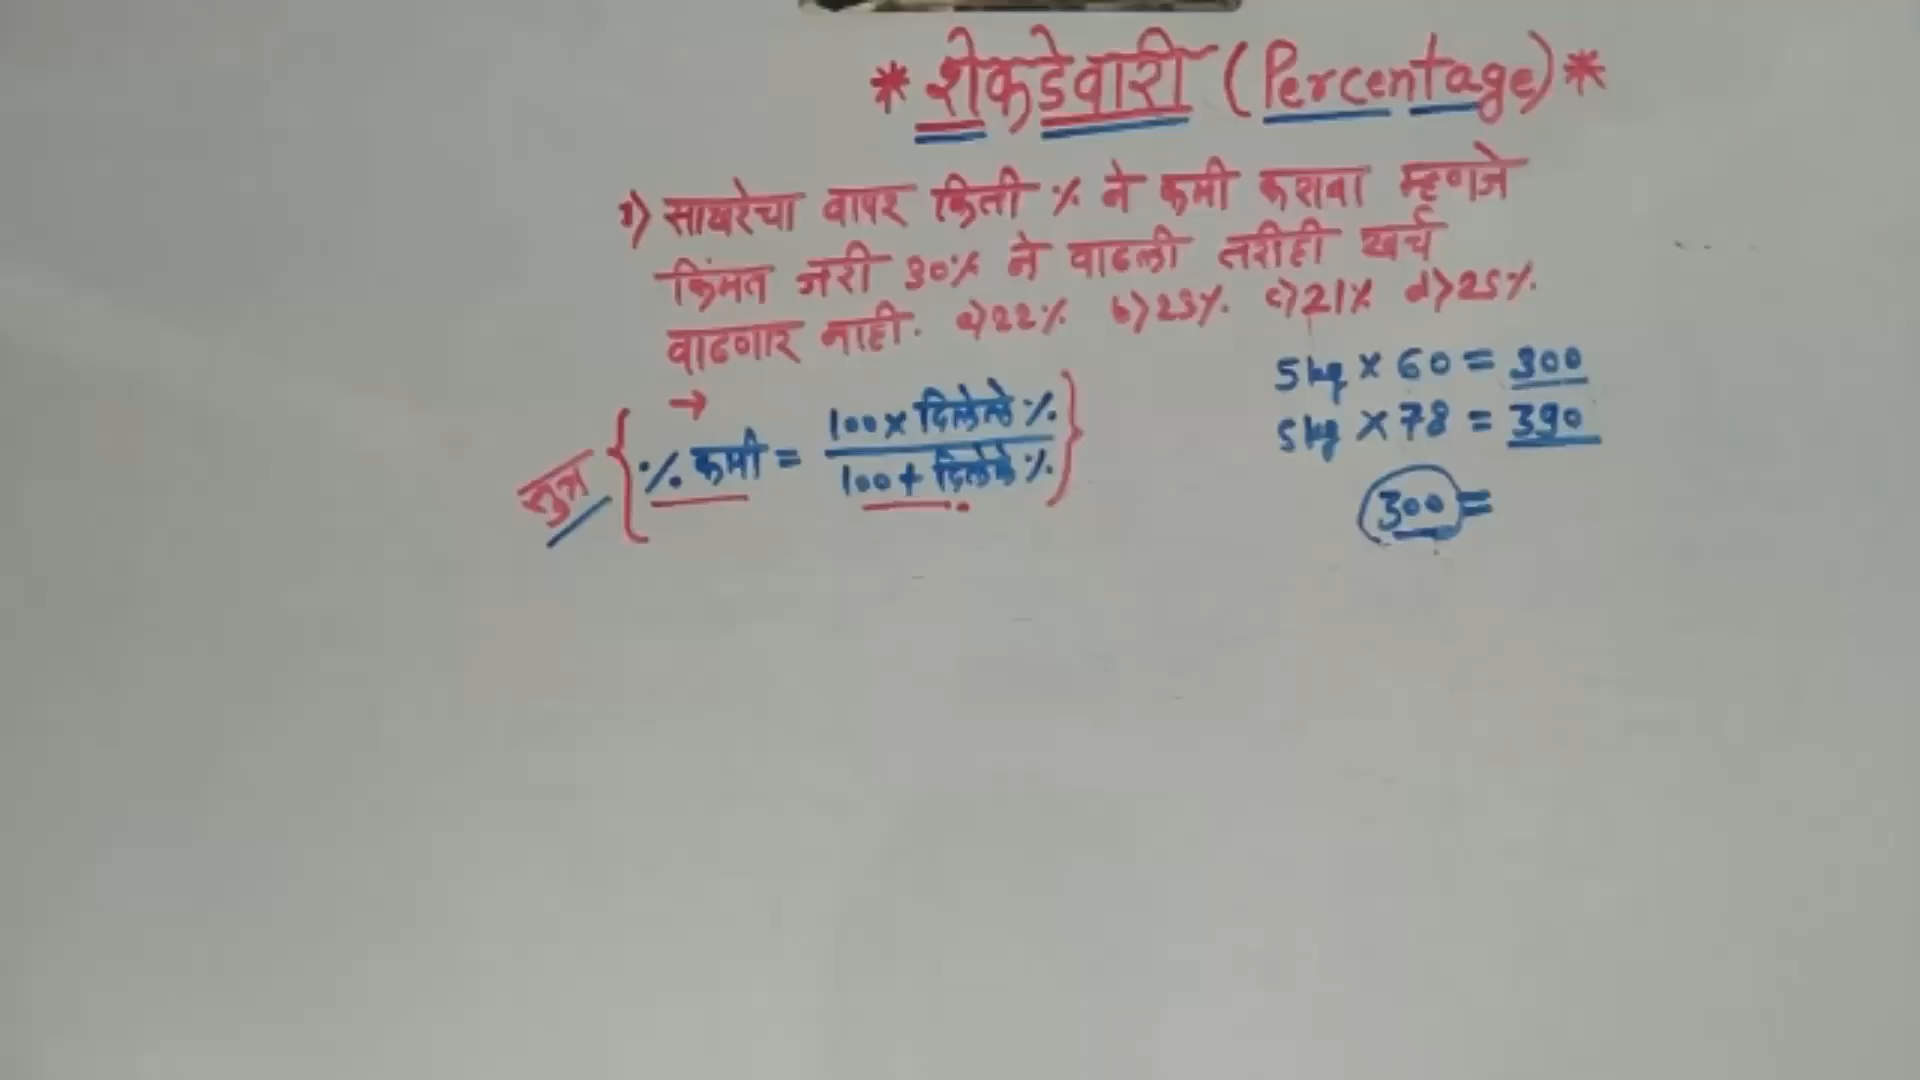 * शेकडेवारी (Percentage) *
१) साखरेचा वापर किती % ने कमी करावा म्हणजे
किंमत जरी 30% ने वाढली तरीही खर्च
वाढणार नाही. a) 22% b) 23% c) 21% d) 25%
→
सुत्र { % कमी = 100 x दिलेले % / 100 + दिलेले % }
5kg x 60 = 300
5kg x 78 = 390
300 =